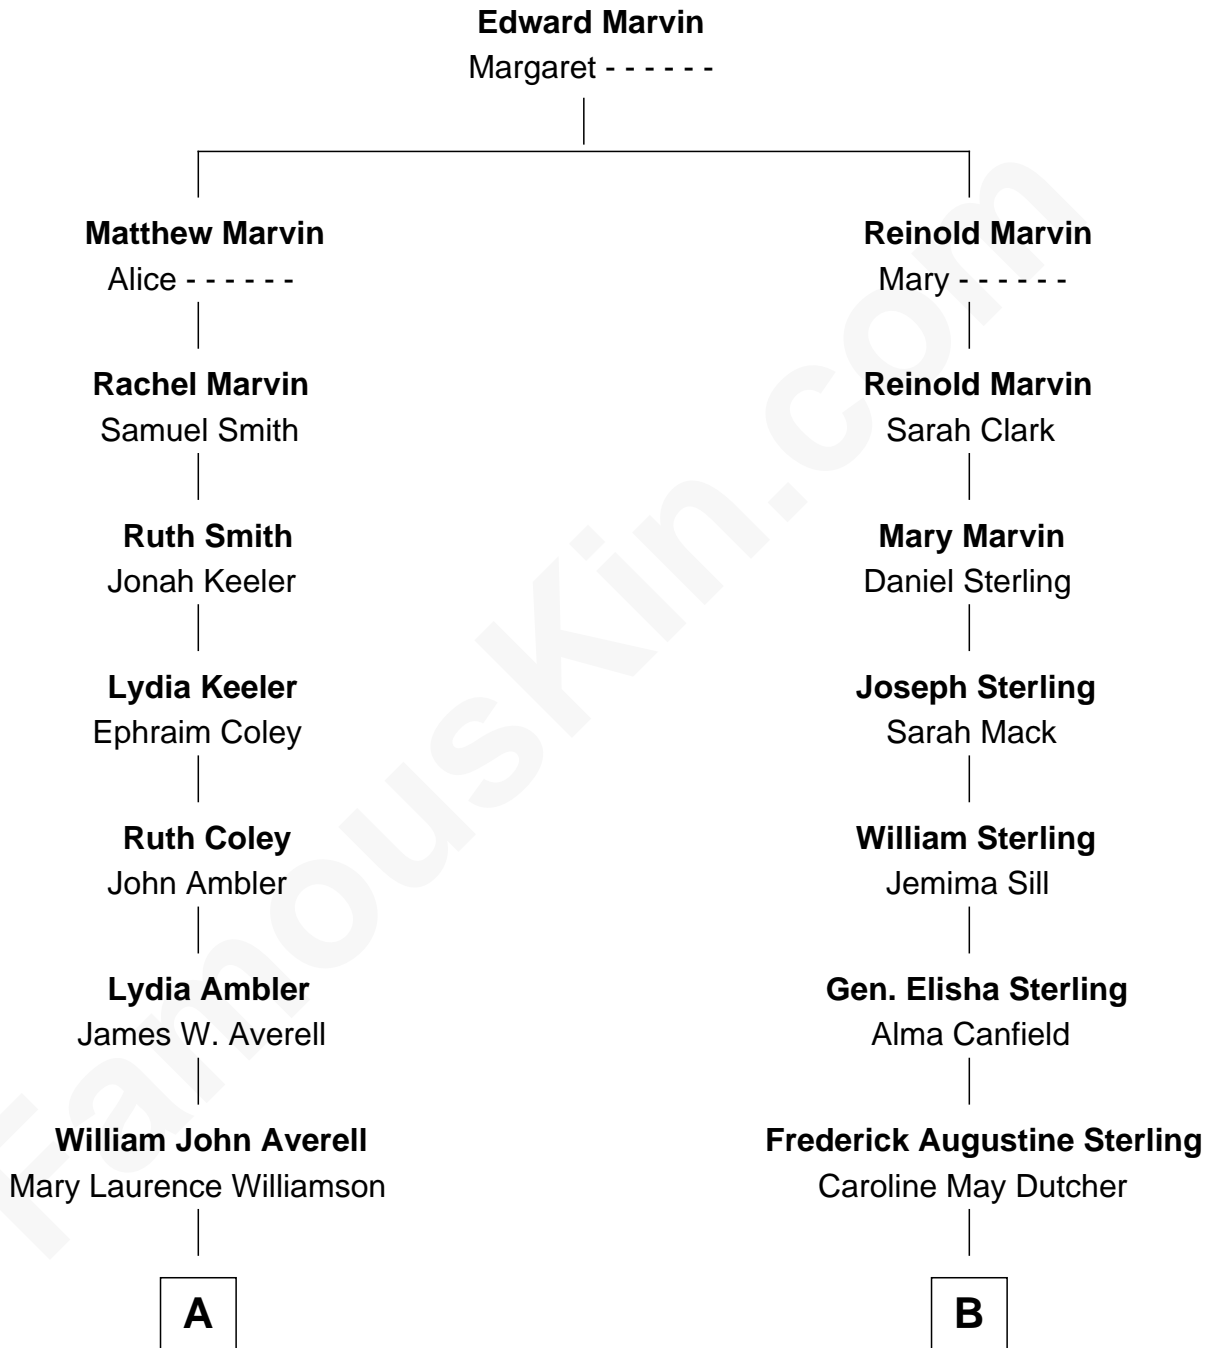 Edward Marvin
Margaret - - - - - -
Matthew Marvin
Alice - - - - - -
Reinold Marvin
Mary - - - - - -
Rachel Marvin
Samuel Smith
Reinold Marvin
Sarah Clark
Ruth Smith
Jonah Keeler
Mary Marvin
Daniel Sterling
Lydia Keeler
Ephraim Coley
Joseph Sterling
Sarah Mack
Ruth Coley
John Ambler
William Sterling
Jemima Sill
Lydia Ambler
James W. Averell
Gen. Elisha Sterling
Alma Canfield
William John Averell
Mary Laurence Williamson
Frederick Augustine Sterling
Caroline May Dutcher
A
B
FamousKin.com